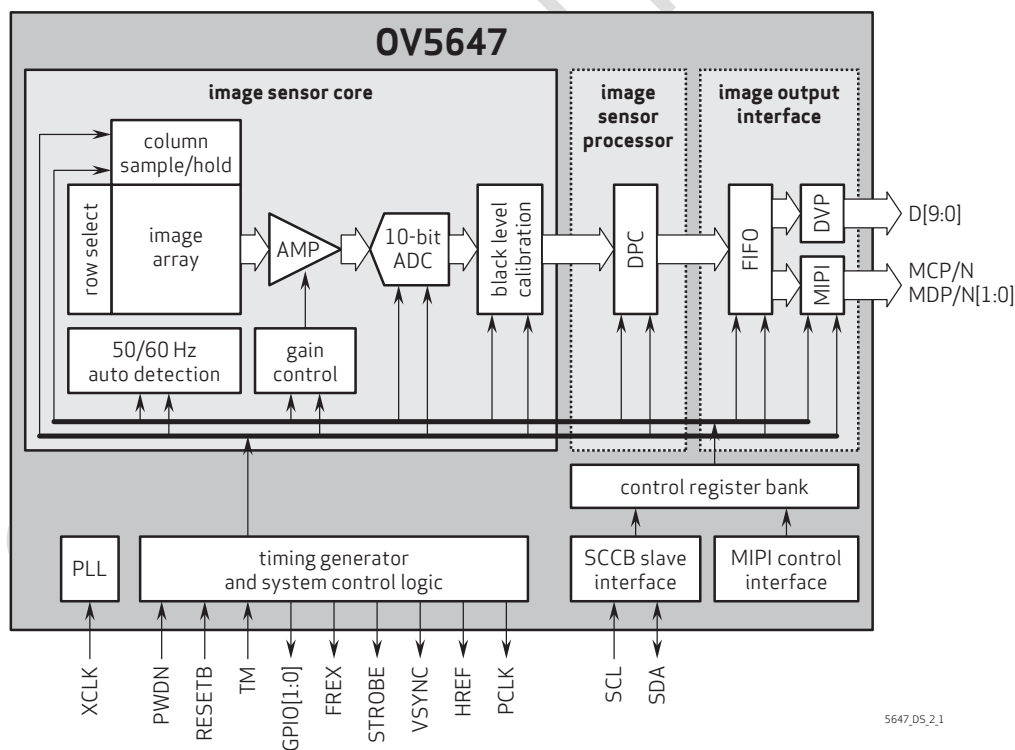 OV5647
image sensor core
image
sensor
processor
image output
interface
column
sample/hold
row select
image
array
AMP
10-bit
ADC
black level
calibration
DPC
FIFO
DVP
MIPI
D[9:0]
MCP/N
MDP/N[1:0]
50/60 Hz
auto detection
gain
control
control register bank
PLL
timing generator
and system control logic
SCCB slave
interface
MIPI control
interface
XCLK
PWDN
RESETB
TM
GPIO[1:0]
FREX
STROBE
VSYNC
HREF
PCLK
SCL
SDA
5647_DS_2_1